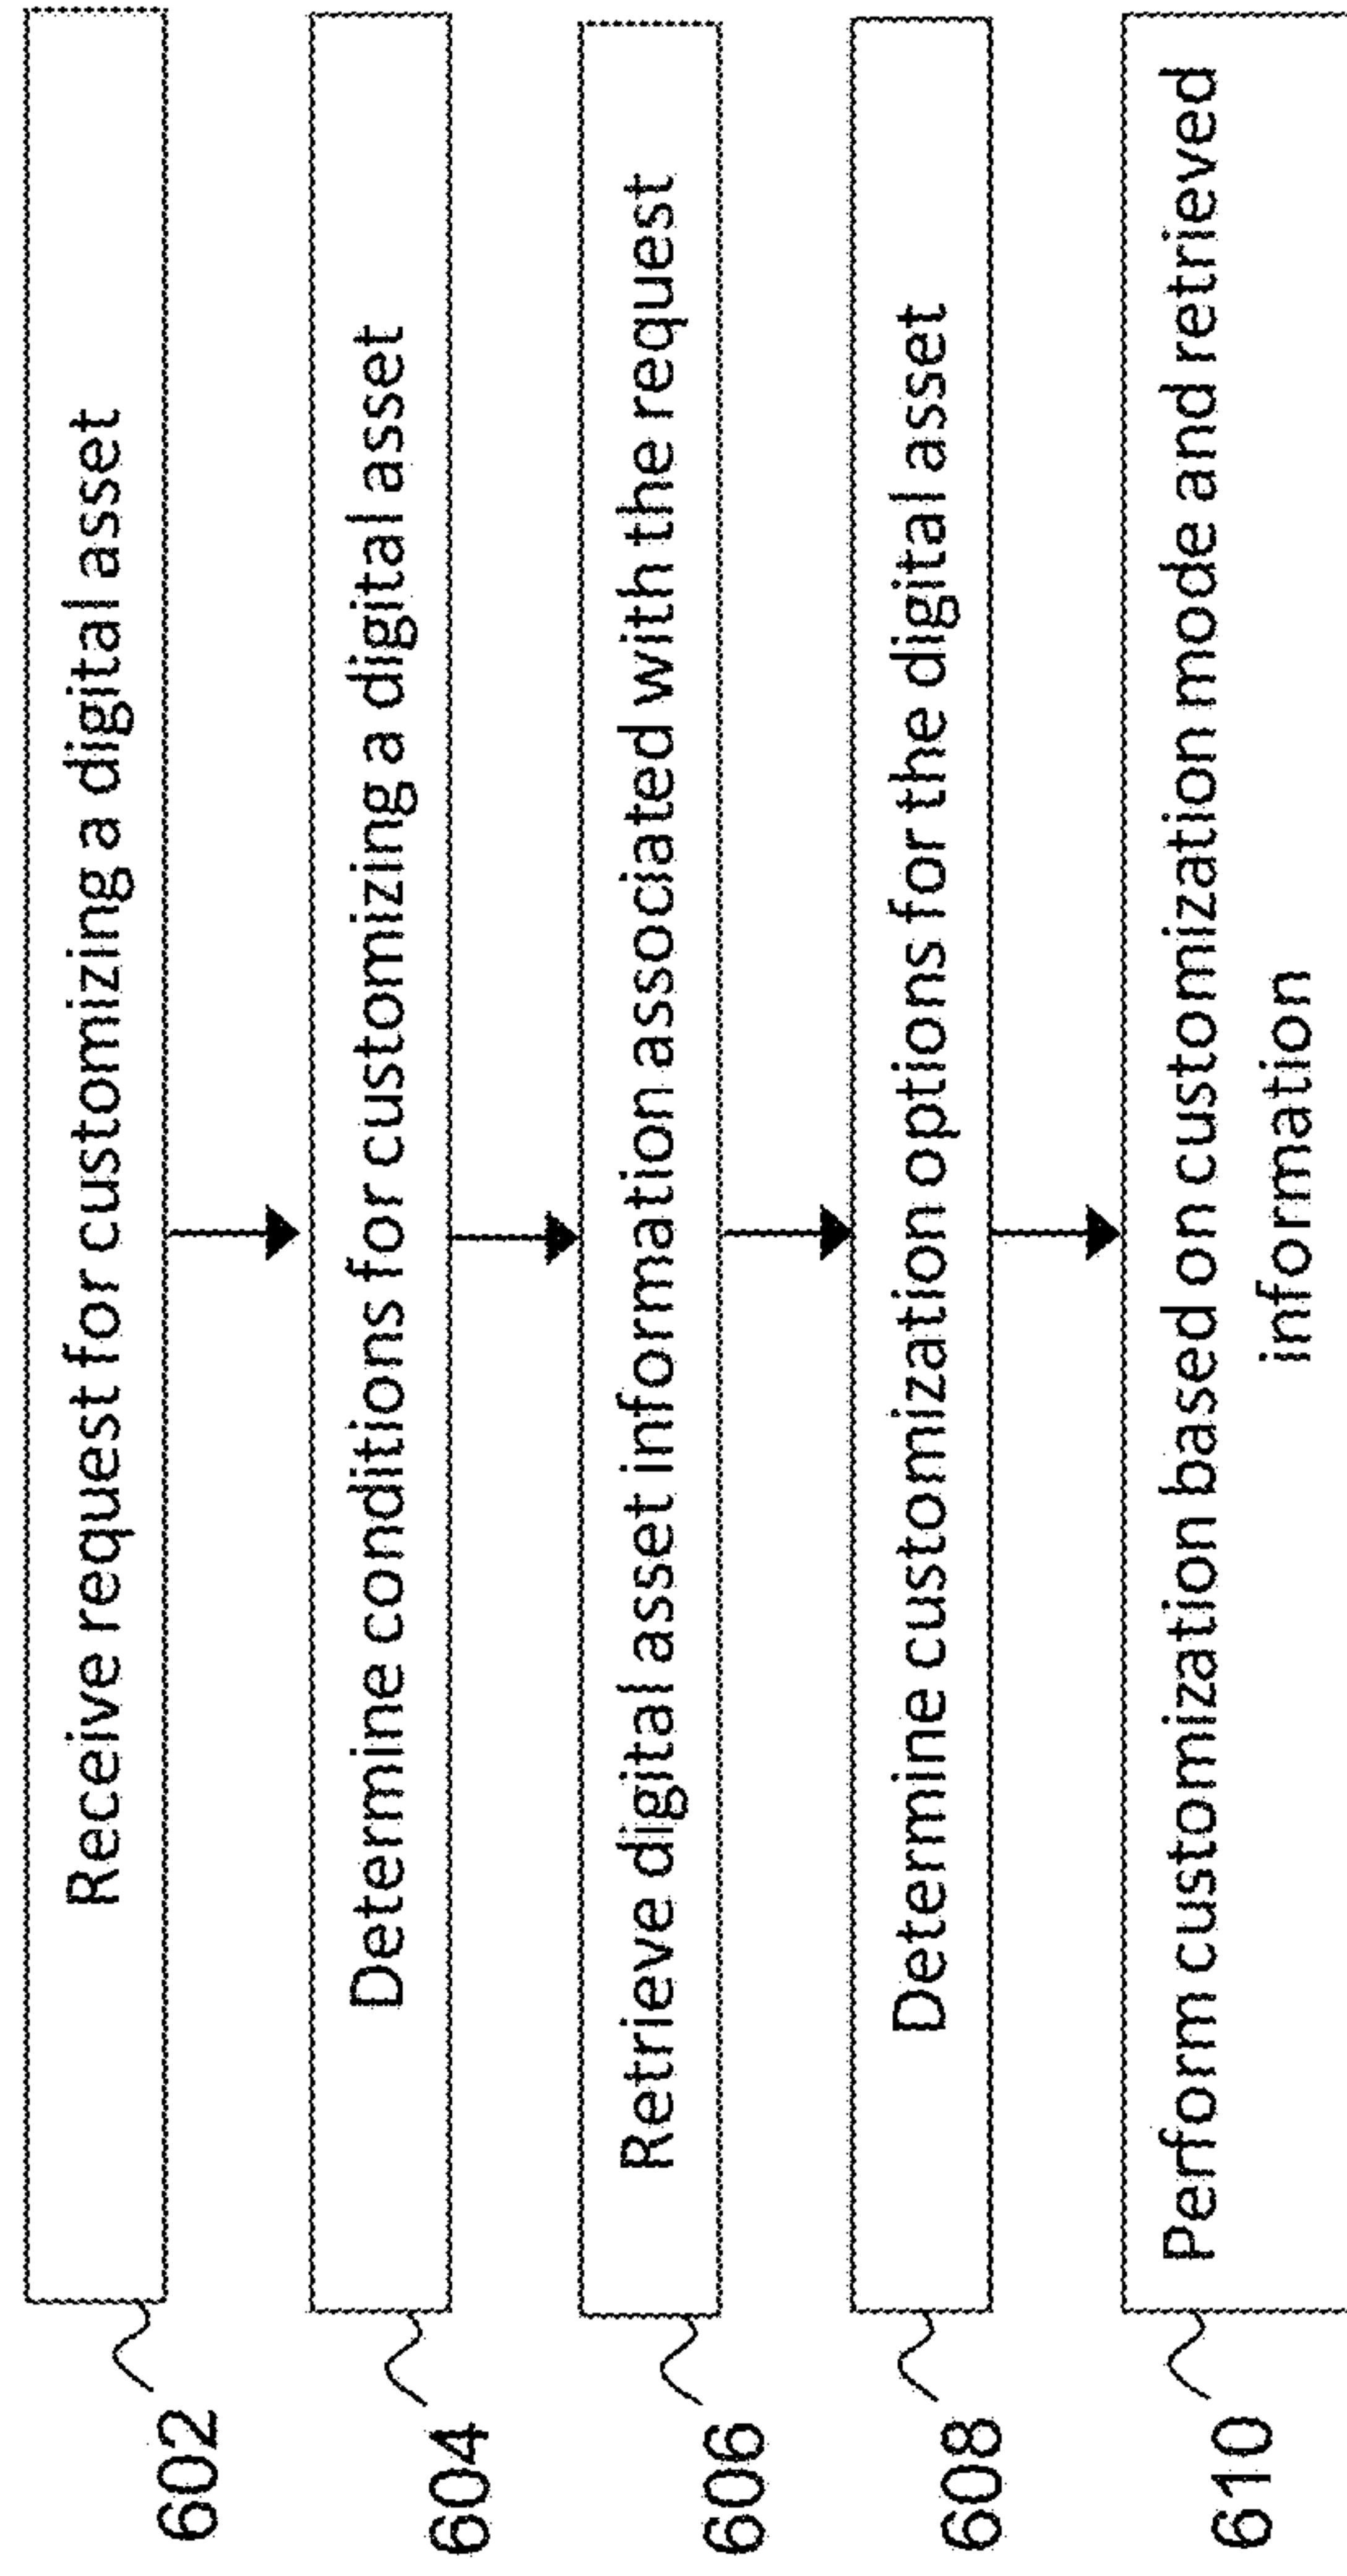 602
Receive request for customizing a digital asset
604
Determine conditions for customizing a digital asset
606
Retrieve digital asset information associated with the request
608
Determine customization options for the digital asset
610
Perform customization based on customization mode and retrieved
information